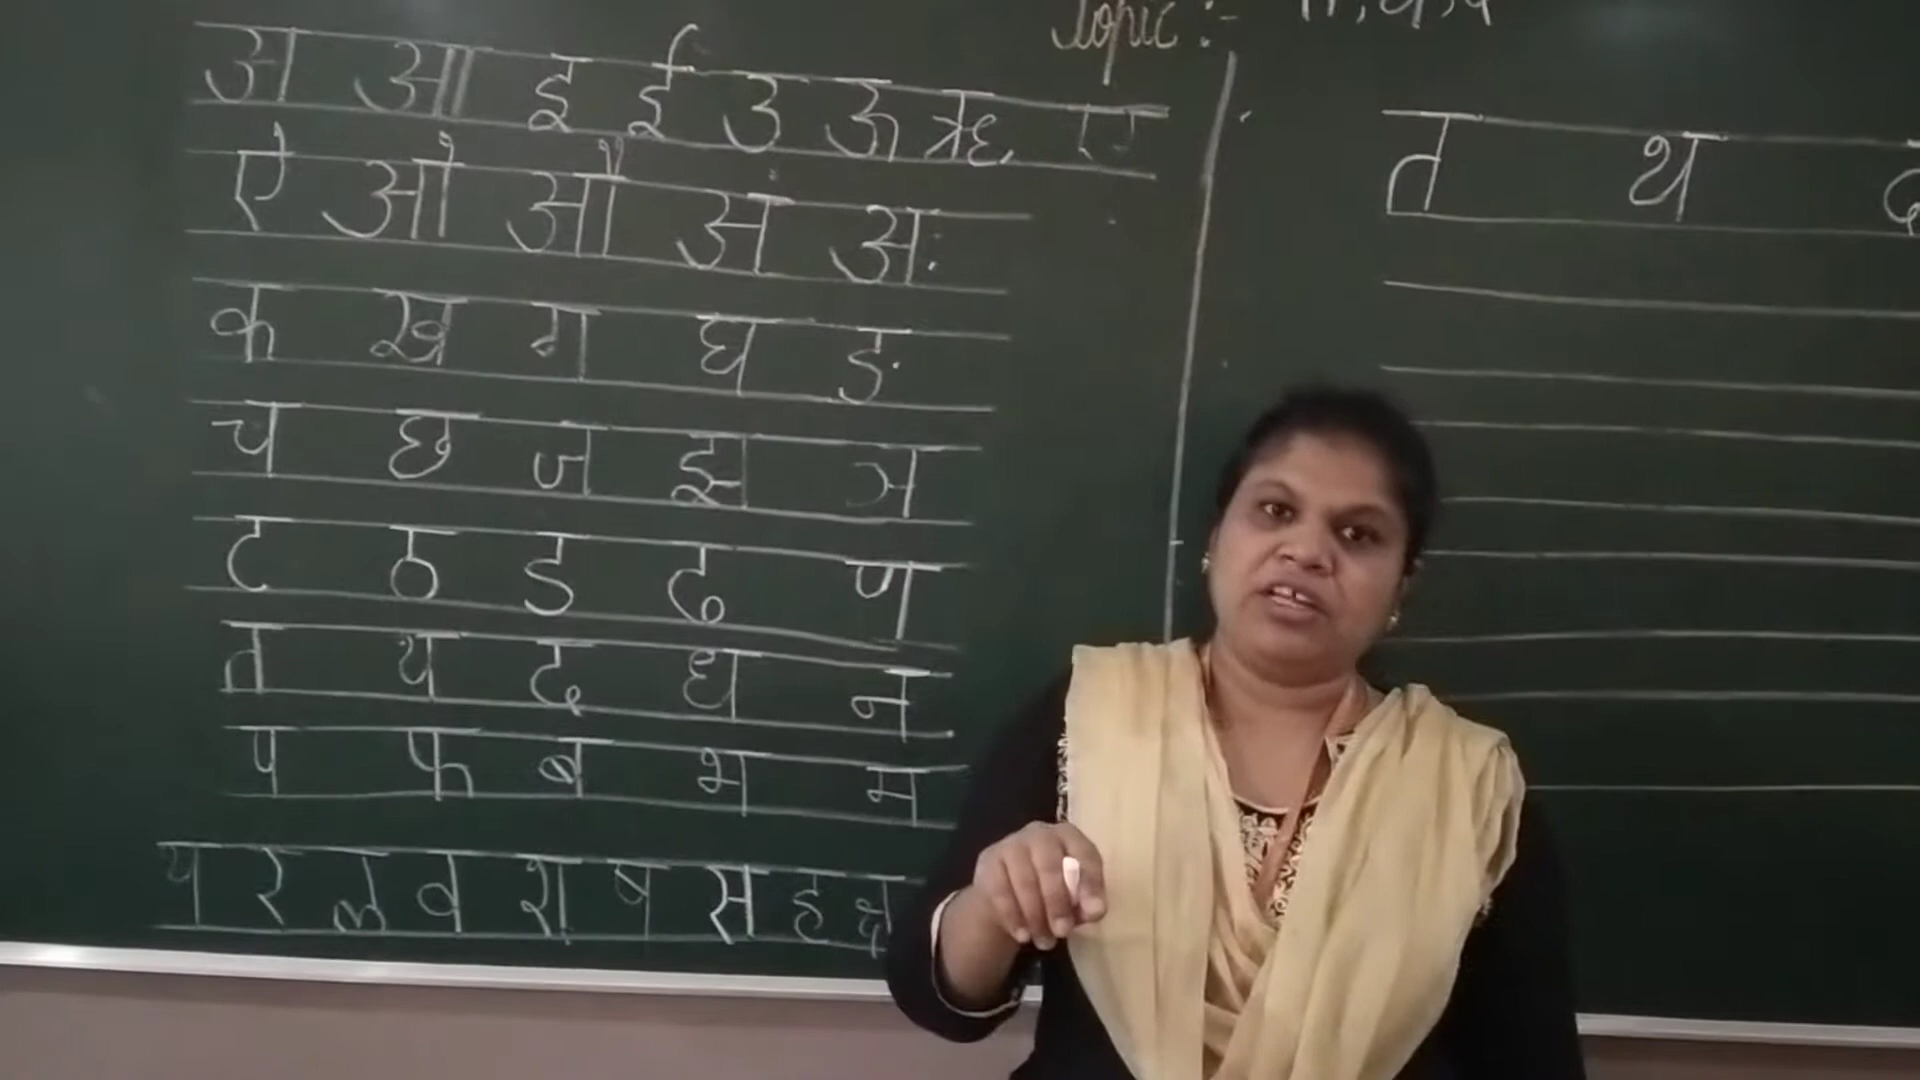 Topic :- त, थ, द
अ आ इ ई उ ऊ ऋ ए
ऐ ओ औ अं अः
क ख ग घ ङ
च छ ज झ ञ
ट ठ ड ढ ण
त थ द ध न
प फ ब भ म
य र ल व श ष स ह क्ष
त थ द